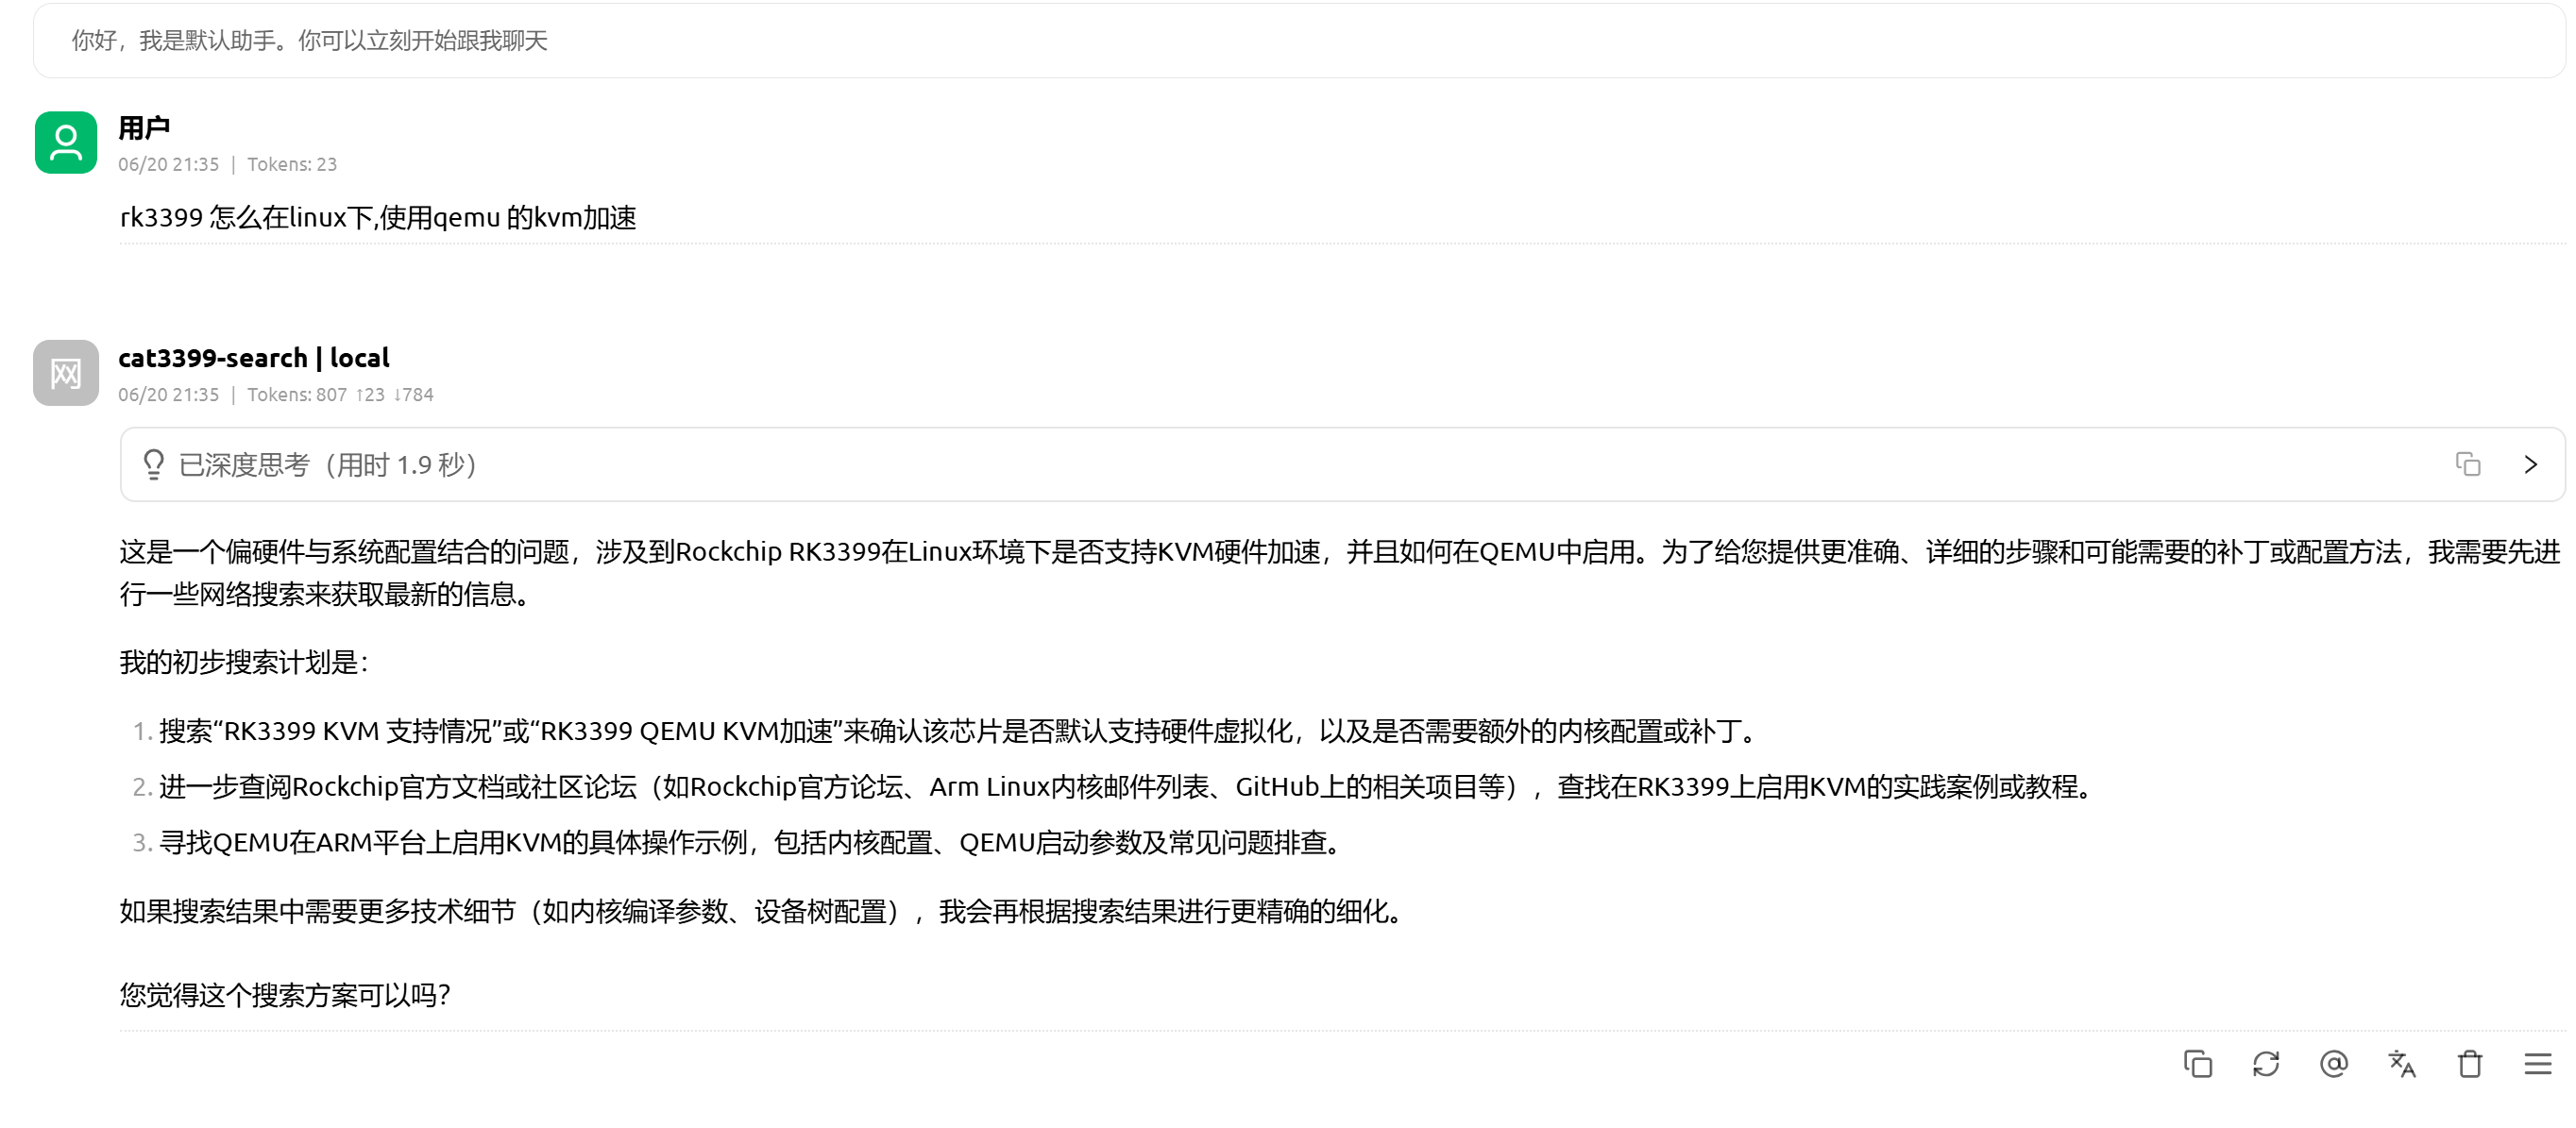 你好，我是默认助手。你可以立刻开始跟我聊天
用户
06/20 21:35 | Tokens: 23
rk3399 怎么在linux下,使用qemu 的kvm加速
网
cat3399-search | local
06/20 21:35 | Tokens: 807 ↑23 ↓784
已深度思考（用时 1.9 秒）
这是一个偏硬件与系统配置结合的问题，涉及到Rockchip RK3399在Linux环境下是否支持KVM硬件加速，并且如何在QEMU中启用。为了给您提供更准确、详细的步骤和可能需要的补丁或配置方法，我需要先进
行一些网络搜索来获取最新的信息。
我的初步搜索计划是：
1. 搜索“RK3399 KVM 支持情况”或“RK3399 QEMU KVM加速”来确认该芯片是否默认支持硬件虚拟化，以及是否需要额外的内核配置或补丁。
2. 进一步查阅Rockchip官方文档或社区论坛（如Rockchip官方论坛、Arm Linux内核邮件列表、GitHub上的相关项目等），查找在RK3399上启用KVM的实践案例或教程。
3. 寻找QEMU在ARM平台上启用KVM的具体操作示例，包括内核配置、QEMU启动参数及常见问题排查。
如果搜索结果中需要更多技术细节（如内核编译参数、设备树配置），我会再根据搜索结果进行更精确的细化。
您觉得这个搜索方案可以吗？